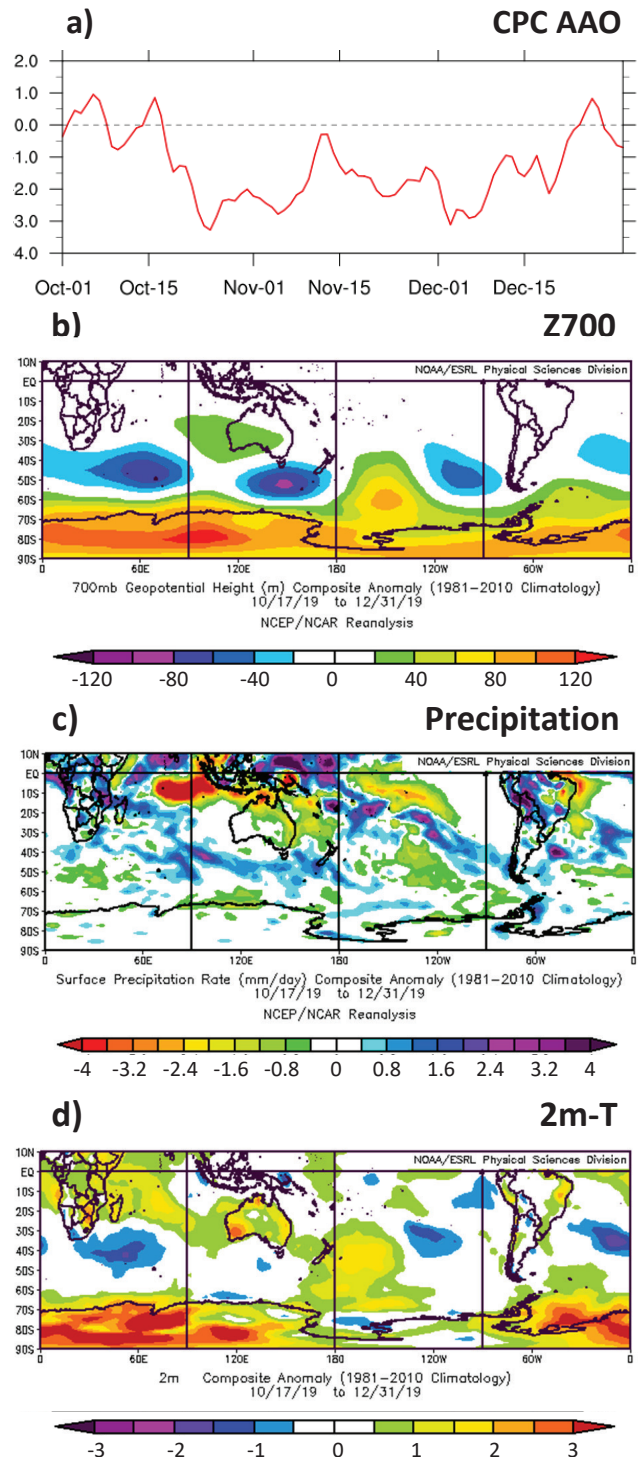 a) CPC AAO
2.0
1.0
0.0
1.0
2.0
3.0
4.0
Oct-01 Oct-15 Nov-01 Nov-15 Dec-01 Dec-15
b) Z700
NOAA/ESRL Physical Sciences Division
10N
EQ
10S
20S
30S
40S
50S
60S
70S
80S
90S
0 60E 120E 180 120W 60W 0
700mb Geopotential Height (m) Composite Anomaly (1981-2010 Climatology)
10/17/19 to 12/31/19
NCEP/NCAR Reanalysis
-120 -80 -40 0 40 80 120
c) Precipitation
NOAA/ESRL Physical Sciences Division
10N
EQ
10S
20S
30S
40S
50S
60S
70S
80S
90S
0 60E 120E 180 120W 60W 0
Surface Precipitation Rate (mm/day) Composite Anomaly (1981-2010 Climatology)
10/17/19 to 12/31/19
NCEP/NCAR Reanalysis
-4 -3.2 -2.4 -1.6 -0.8 0 0.8 1.6 2.4 3.2 4
d) 2m-T
NOAA/ESRL Physical Sciences Division
10N
EQ
10S
20S
30S
40S
50S
60S
70S
80S
90S
0 60E 120E 180 120W 60W 0
2m Composite Anomaly (1981-2010 Climatology)
10/17/19 to 12/31/19
NCEP/NCAR Reanalysis
-3 -2 -1 0 1 2 3